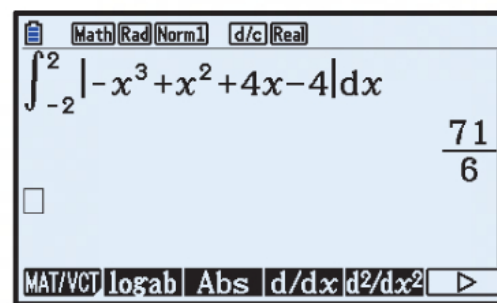 Math Rad Norm1 d/c Real
∫₋₂² |-x³+x²+4x-4|dx
71/6
MAT/VCT logab Abs d/dx d²/dx² ▷